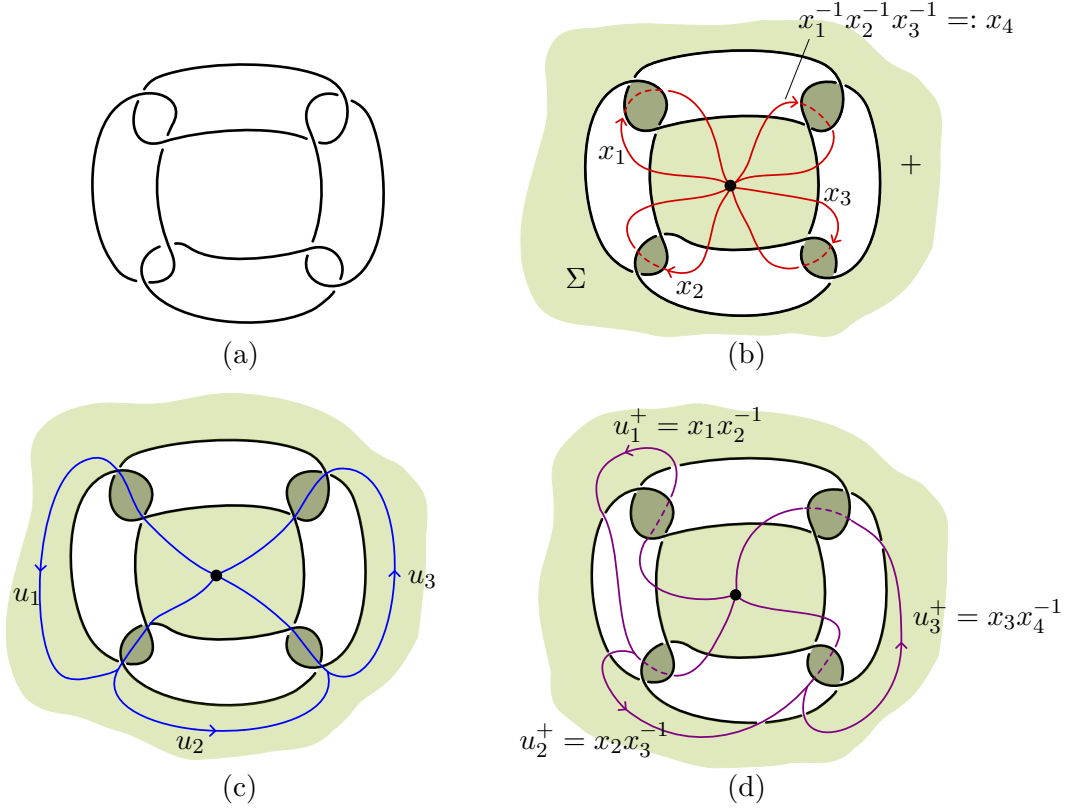 x_1^{-1}x_2^{-1}x_3^{-1} =: x_4
x_1
x_3
+
Σ
x_2
(a)
(b)
u_1^+ = x_1x_2^{-1}
u_1
u_3
u_3^+ = x_3x_4^{-1}
u_2
u_2^+ = x_2x_3^{-1}
(c)
(d)